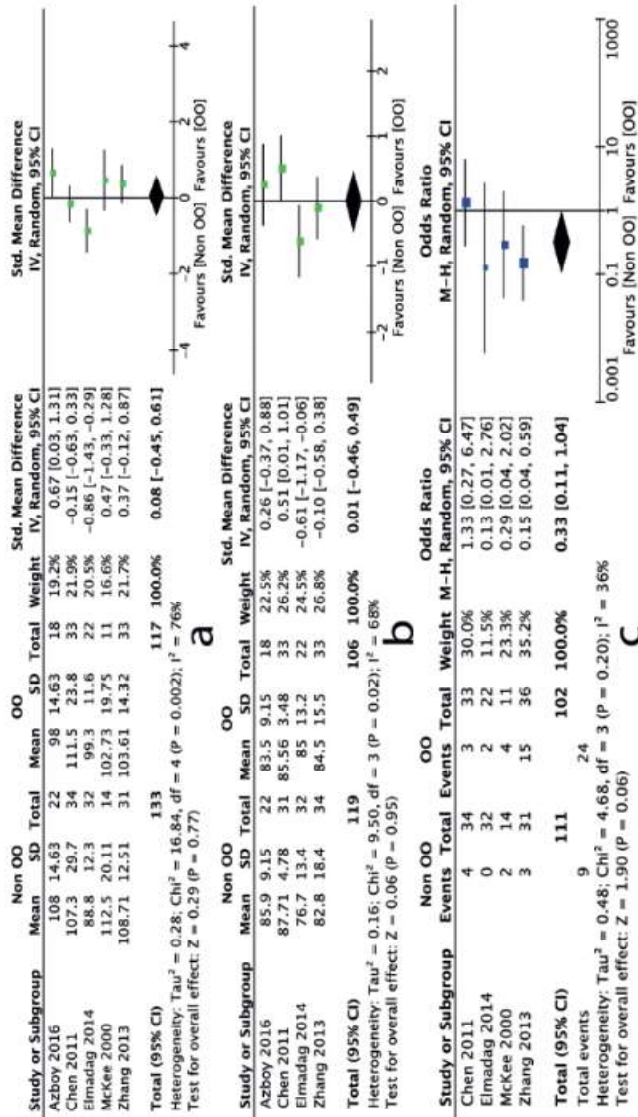 Non OO OO Std. Mean Difference Std. Mean Difference
Study or Subgroup Mean SD Total Mean SD Total Weight IV, Random, 95% CI IV, Random, 95% CI
Azboy 2016 108 14.63 22 98 14.63 18 19.2% 0.67 [0.03, 1.31]
Chen 2011 107.3 29.7 34 111.5 23.8 33 21.9% −0.15 [−0.63, 0.33]
Elmadag 2014 88.8 12.3 32 99.3 11.6 22 20.5% −0.86 [−1.43, −0.29]
McKee 2000 112.5 20.11 14 102.73 19.75 11 16.6% 0.47 [−0.33, 1.28]
Zhang 2013 108.71 12.51 31 103.61 14.32 33 21.7% 0.37 [−0.12, 0.87]
Total (95% CI) 133 117 100.0% 0.08 [−0.45, 0.61]
Heterogeneity: Tau² = 0.28; Chi² = 16.84, df = 4 (P = 0.002); I² = 76%
Test for overall effect: Z = 0.29 (P = 0.77)
−4 −2 0 2 4
Favours [Non OO] Favours [OO]
a
Non OO OO Std. Mean Difference Std. Mean Difference
Study or Subgroup Mean SD Total Mean SD Total Weight IV, Random, 95% CI IV, Random, 95% CI
Azboy 2016 85.9 9.15 22 83.5 9.15 18 22.5% 0.26 [−0.37, 0.88]
Chen 2011 87.71 4.78 31 85.56 3.48 33 26.2% 0.51 [0.01, 1.01]
Elmadag 2014 76.7 13.4 32 85 13.2 22 24.5% −0.61 [−1.17, −0.06]
Zhang 2013 82.8 18.4 34 84.5 15.5 33 26.8% −0.10 [−0.58, 0.38]
Total (95% CI) 119 106 100.0% 0.01 [−0.46, 0.49]
Heterogeneity: Tau² = 0.16; Chi² = 9.50, df = 3 (P = 0.02); I² = 68%
Test for overall effect: Z = 0.06 (P = 0.95)
−2 −1 0 1 2
Favours [Non OO] Favours [OO]
b
Non OO OO Odds Ratio Odds Ratio
Study or Subgroup Events Total Events Total Weight M-H, Random, 95% CI M-H, Random, 95% CI
Chen 2011 4 34 3 33 30.0% 1.33 [0.27, 6.47]
Elmadag 2014 0 32 2 22 11.5% 0.13 [0.01, 2.76]
McKee 2000 2 14 4 11 23.3% 0.29 [0.04, 2.02]
Zhang 2013 3 31 15 36 35.2% 0.15 [0.04, 0.59]
Total (95% CI) 111 102 100.0% 0.33 [0.11, 1.04]
Total events 9 24
Heterogeneity: Tau² = 0.48; Chi² = 4.68, df = 3 (P = 0.20); I² = 36%
Test for overall effect: Z = 1.90 (P = 0.06)
0.001 0.1 1 10 1000
Favours [Non OO] Favours [OO]
c